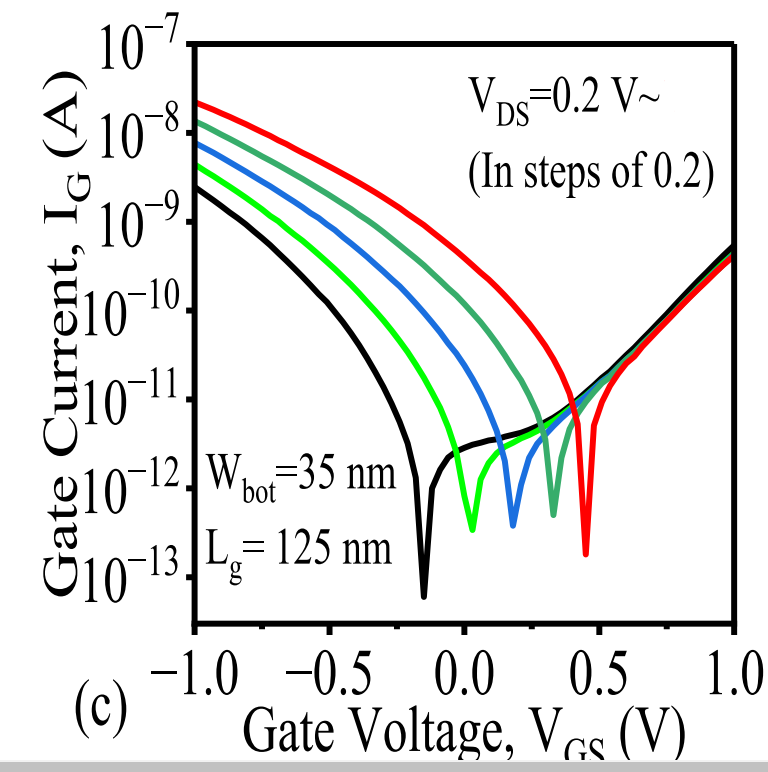 10⁻⁷
10⁻⁸
10⁻⁹
10⁻¹⁰
10⁻¹¹
10⁻¹²
10⁻¹³
Gate Current, I_G (A)
V_DS=0.2 V~
(In steps of 0.2)
W_bot=35 nm
L_g= 125 nm
−1.0 −0.5 0.0 0.5 1.0
(c)
Gate Voltage, V_GS (V)